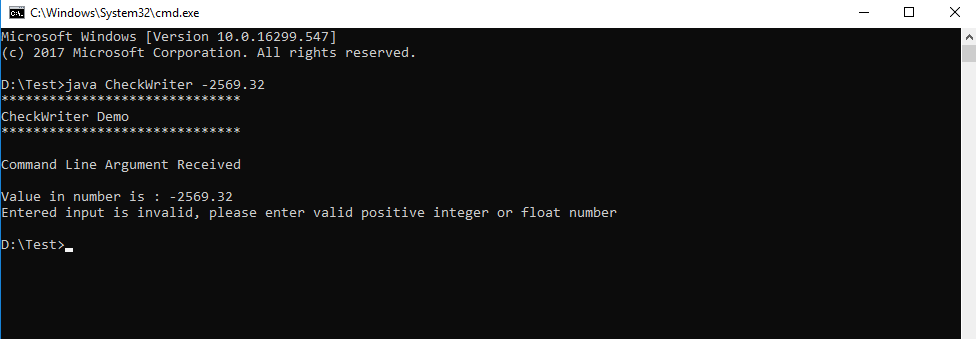 C:\Windows\System32\cmd.exe
Microsoft Windows [Version 10.0.16299.547]
(c) 2017 Microsoft Corporation. All rights reserved.
D:\Test>java CheckWriter -2569.32
******************************
CheckWriter Demo
******************************
Command Line Argument Received
Value in number is : -2569.32
Entered input is invalid, please enter valid positive integer or float number
D:\Test>